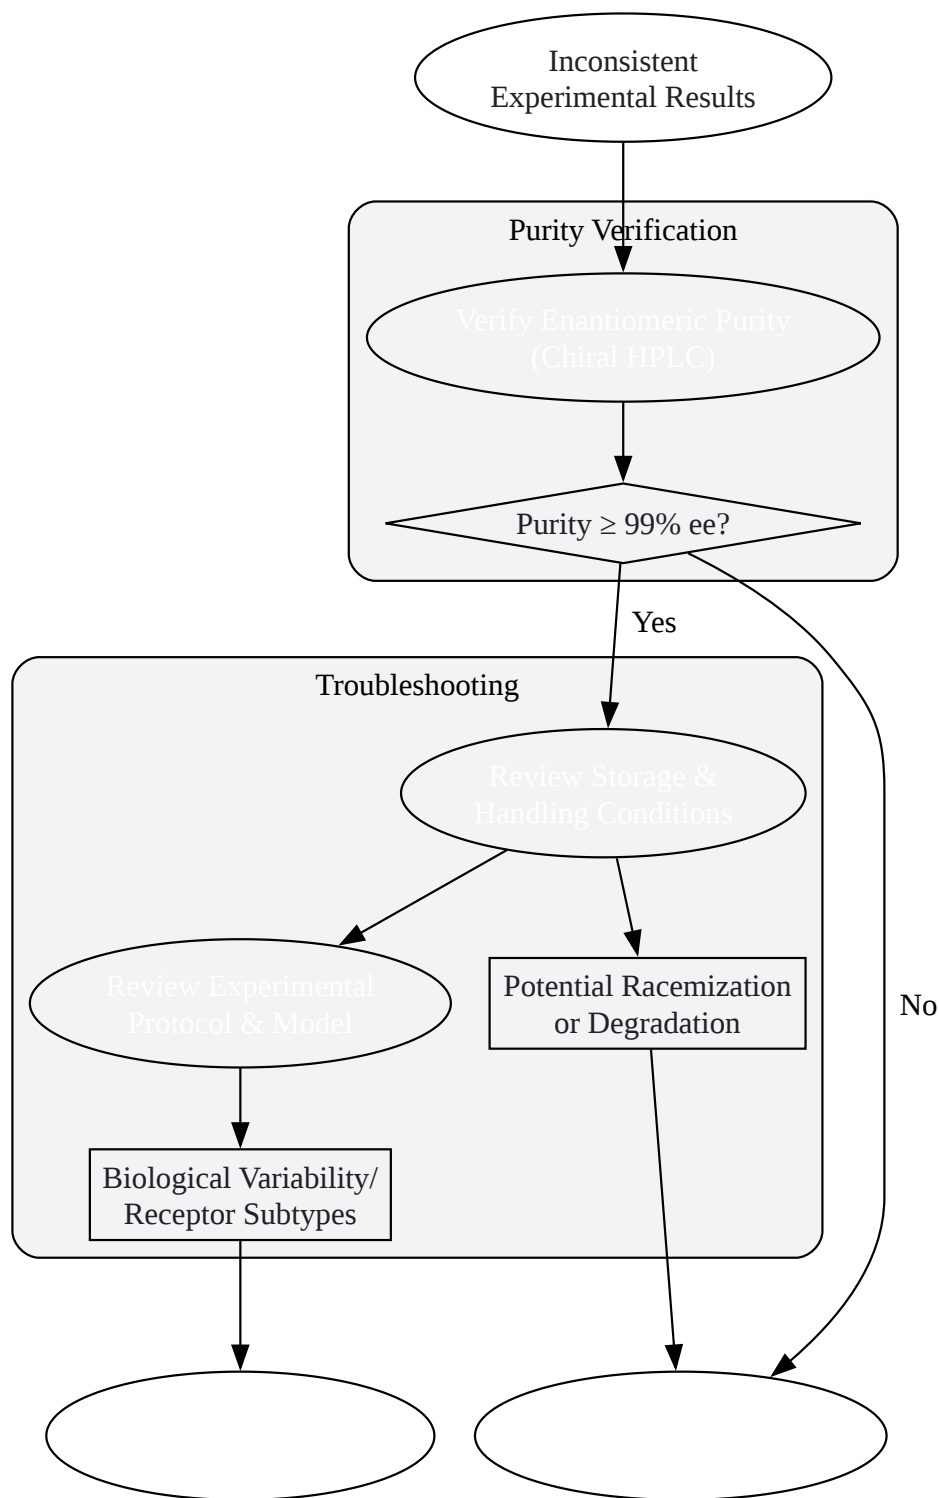 Inconsistent
Experimental Results
Purity Verification
Verify Enantiomeric Purity
(Chiral HPLC)
Purity ≥ 99% ee?
Yes
Troubleshooting
Review Storage &
Handling Conditions
Review Experimental
Protocol & Model
Potential Racemization
or Degradation
No
Biological Variability/
Receptor Subtypes